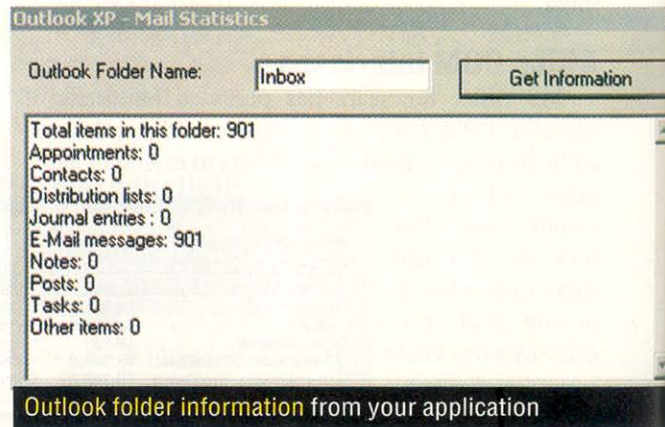 Outlook XP - Mail Statistics
Outlook Folder Name:
Inbox
Get Information
Total items in this folder: 901
Appointments: 0
Contacts: 0
Distribution lists: 0
Journal entries : 0
E-Mail messages: 901
Notes: 0
Posts: 0
Tasks: 0
Other items: 0
Outlook folder information from your application